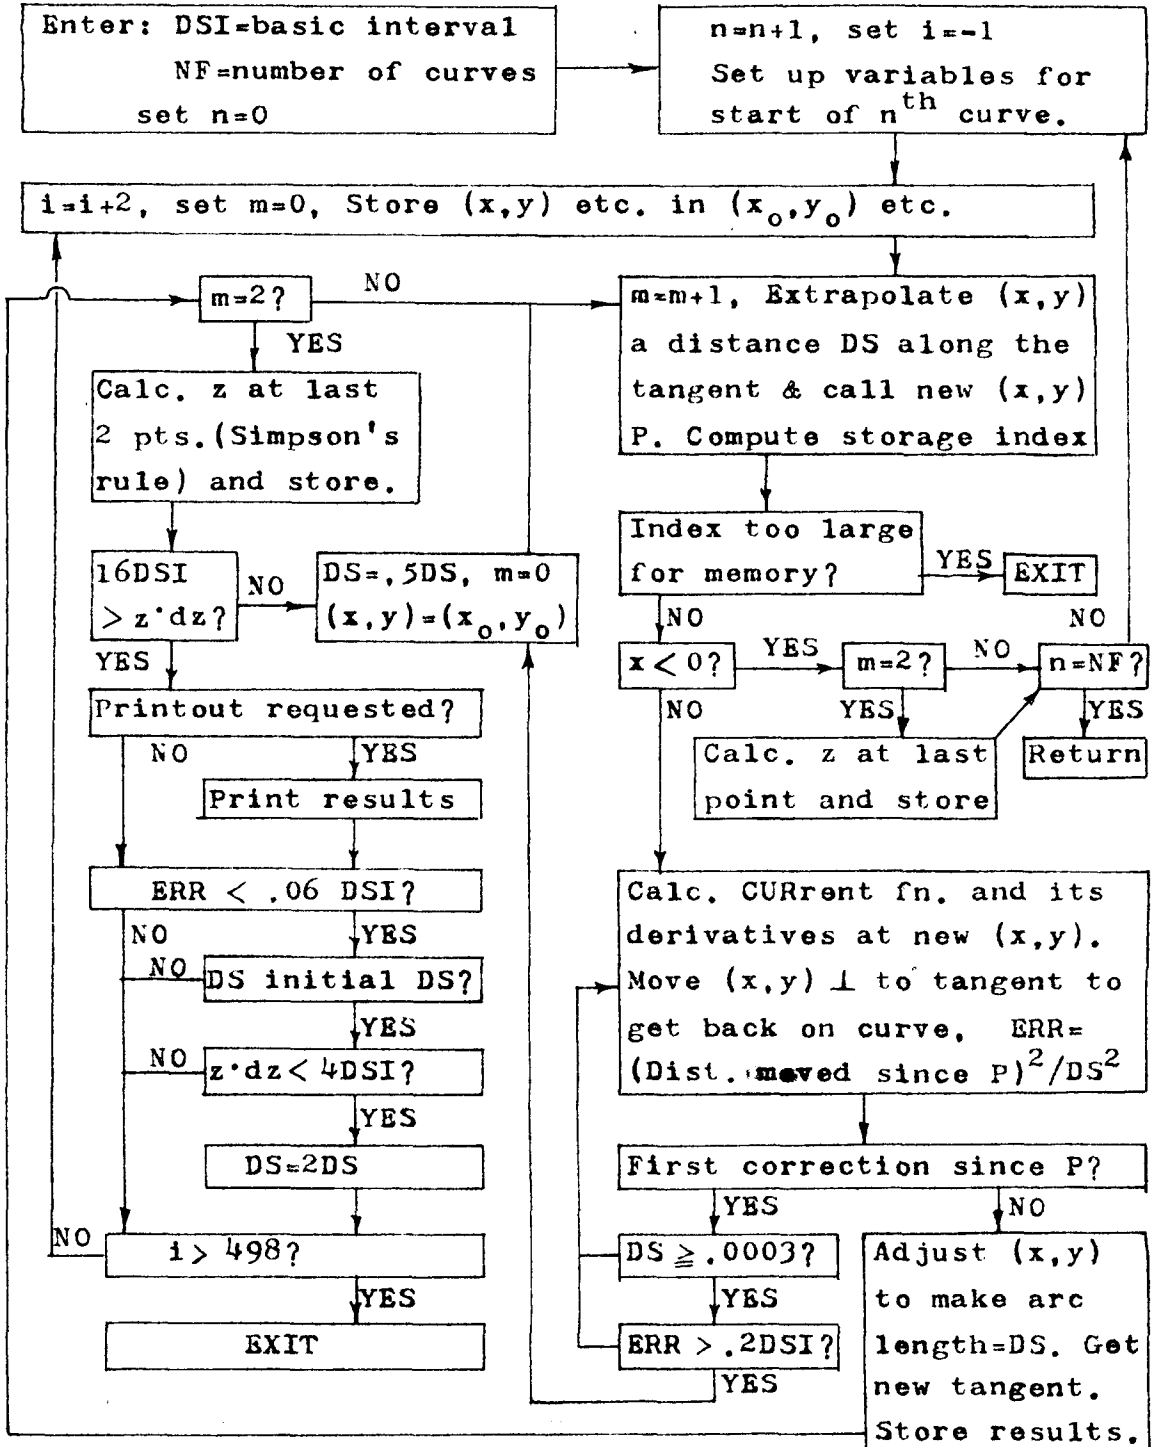 Enter: DSI=basic interval
NF=number of curves
set n=0
n=n+1, set i=-1
Set up variables for
start of n^th curve.
i=i+2, set m=0, Store (x,y) etc. in (x_o,y_o) etc.
m=2?
NO
YES
m=m+1, Extrapolate (x,y)
a distance DS along the
tangent & call new (x,y)
P. Compute storage index
Calc. z at last
2 pts.(Simpson's
rule) and store.
Index too large
for memory?
YES
EXIT
NO
16DSI
> z·dz?
NO
YES
DS=.5DS, m=0
(x,y)=(x_o,y_o)
x < 0?
YES
NO
m=2?
NO
YES
n=NF?
NO
YES
Calc. z at last
point and store
Return
Printout requested?
NO
YES
Print results
ERR < .06 DSI?
NO
YES
DS initial DS?
NO
YES
z·dz< 4DSI?
NO
YES
DS=2DS
i> 498?
NO
YES
EXIT
Calc. CURrent fn. and its
derivatives at new (x,y).
Move (x,y) ⊥ to tangent to
get back on curve. ERR=
(Dist. moved since P)²/DS²
First correction since P?
YES
NO
DS ≧ .0003?
YES
ERR > .2DSI?
YES
Adjust (x,y)
to make arc
length=DS. Get
new tangent.
Store results.